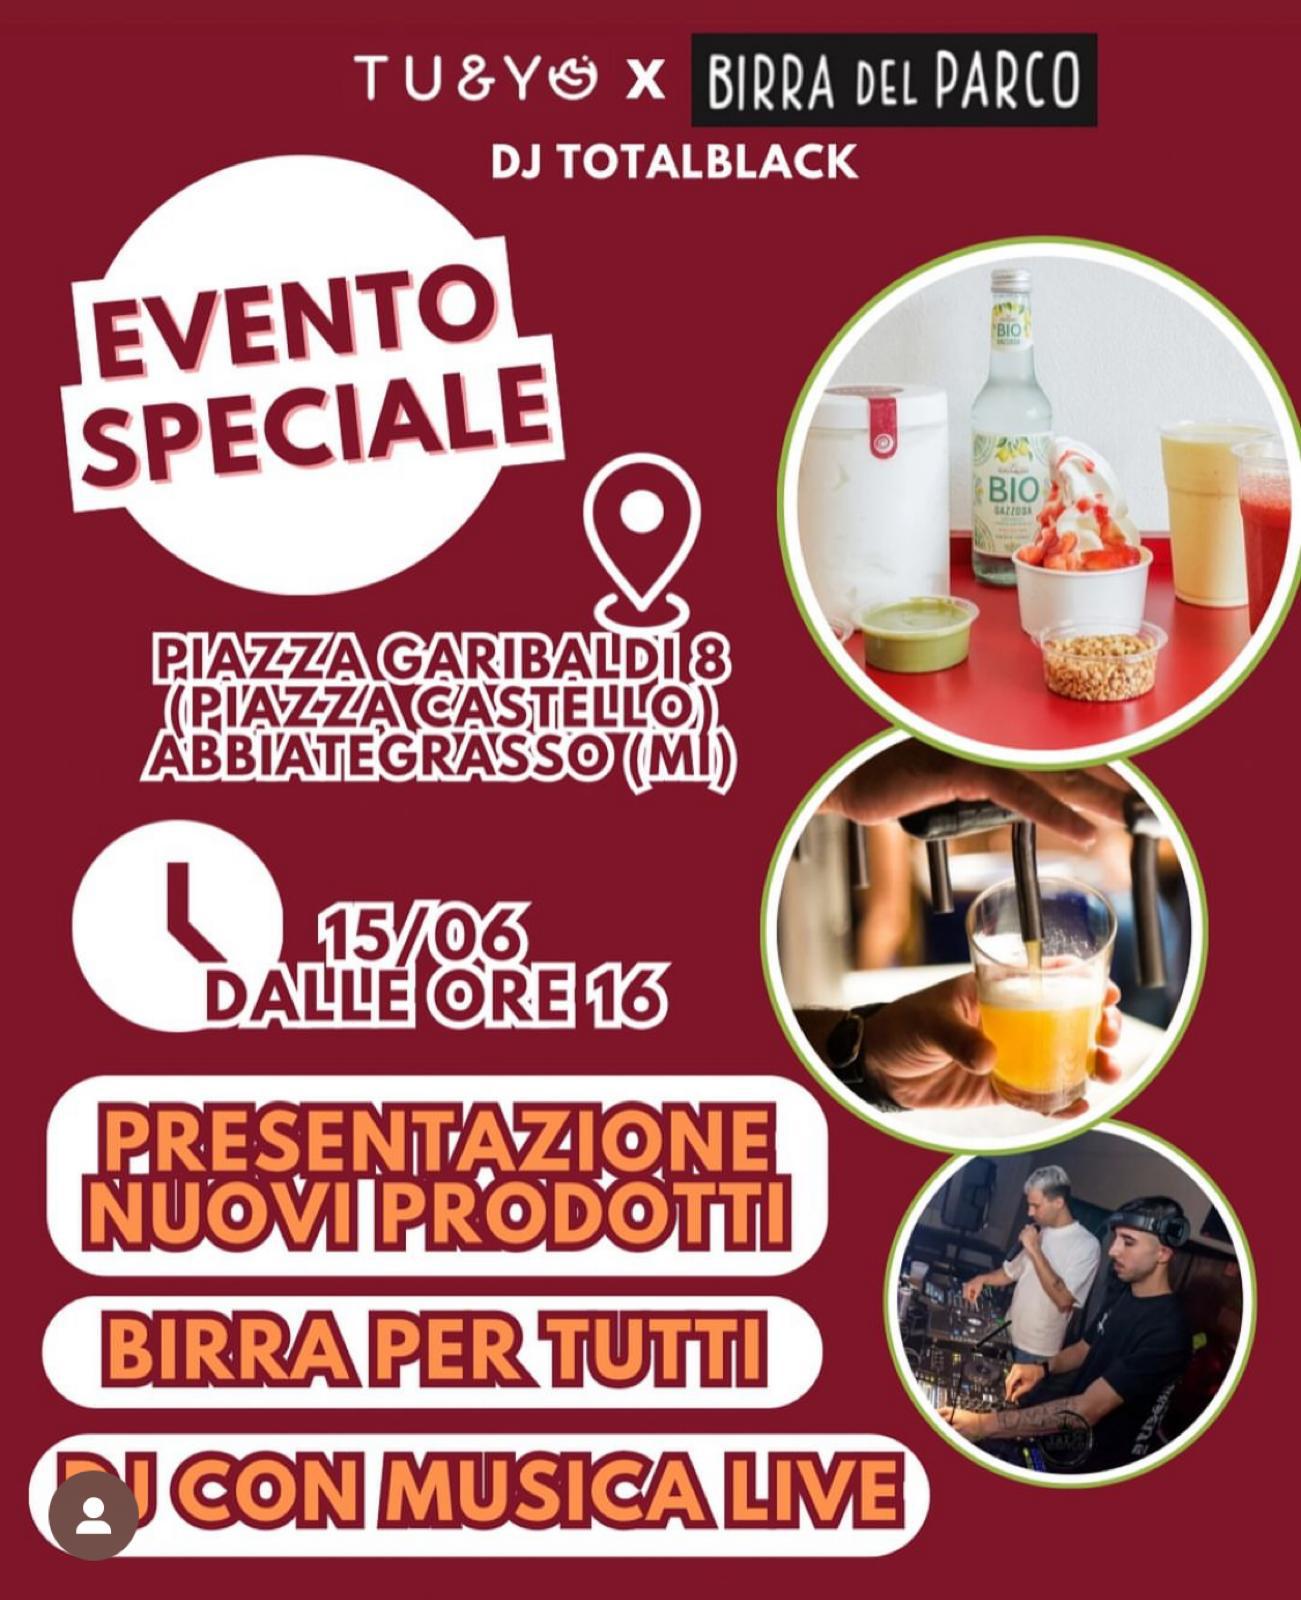 TU&YO X BIRRA DEL PARCO
DJ TOTALBLACK
EVENTO
SPECIALE
BIO
GAZZOSA
BIO
GAZZOSA
PIAZZA GARIBALDI 8
(PIAZZA CASTELLO)
ABBIATEGRASSO (MI)
15/06
DALLE ORE 16
PRESENTAZIONE
NUOVI PRODOTTI
BIRRA PER TUTTI
DJ CON MUSICA LIVE